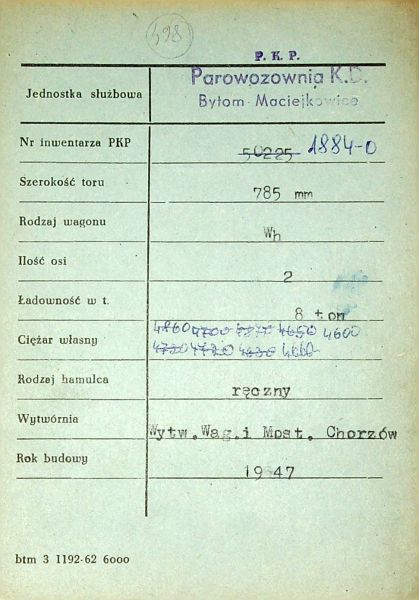 398
P. K. P.
Parowozownia K.D.
Jednostka służbowa
Bytom-Maciejkowice
Nr inwentarza PKP 50225 1884-0
Szerokość toru 785 mm
Rodzaj wagonu Wh
Ilość osi 2
Ładowność w t. 8 ton
4860 4700 4650 4600
Ciężar własny
4720 4660
Rodzaj hamulca ręczny
Wytwórnia Wytw.Wag.i Most. Chorzów
Rok budowy 1947
btm 3 1192-62 6000